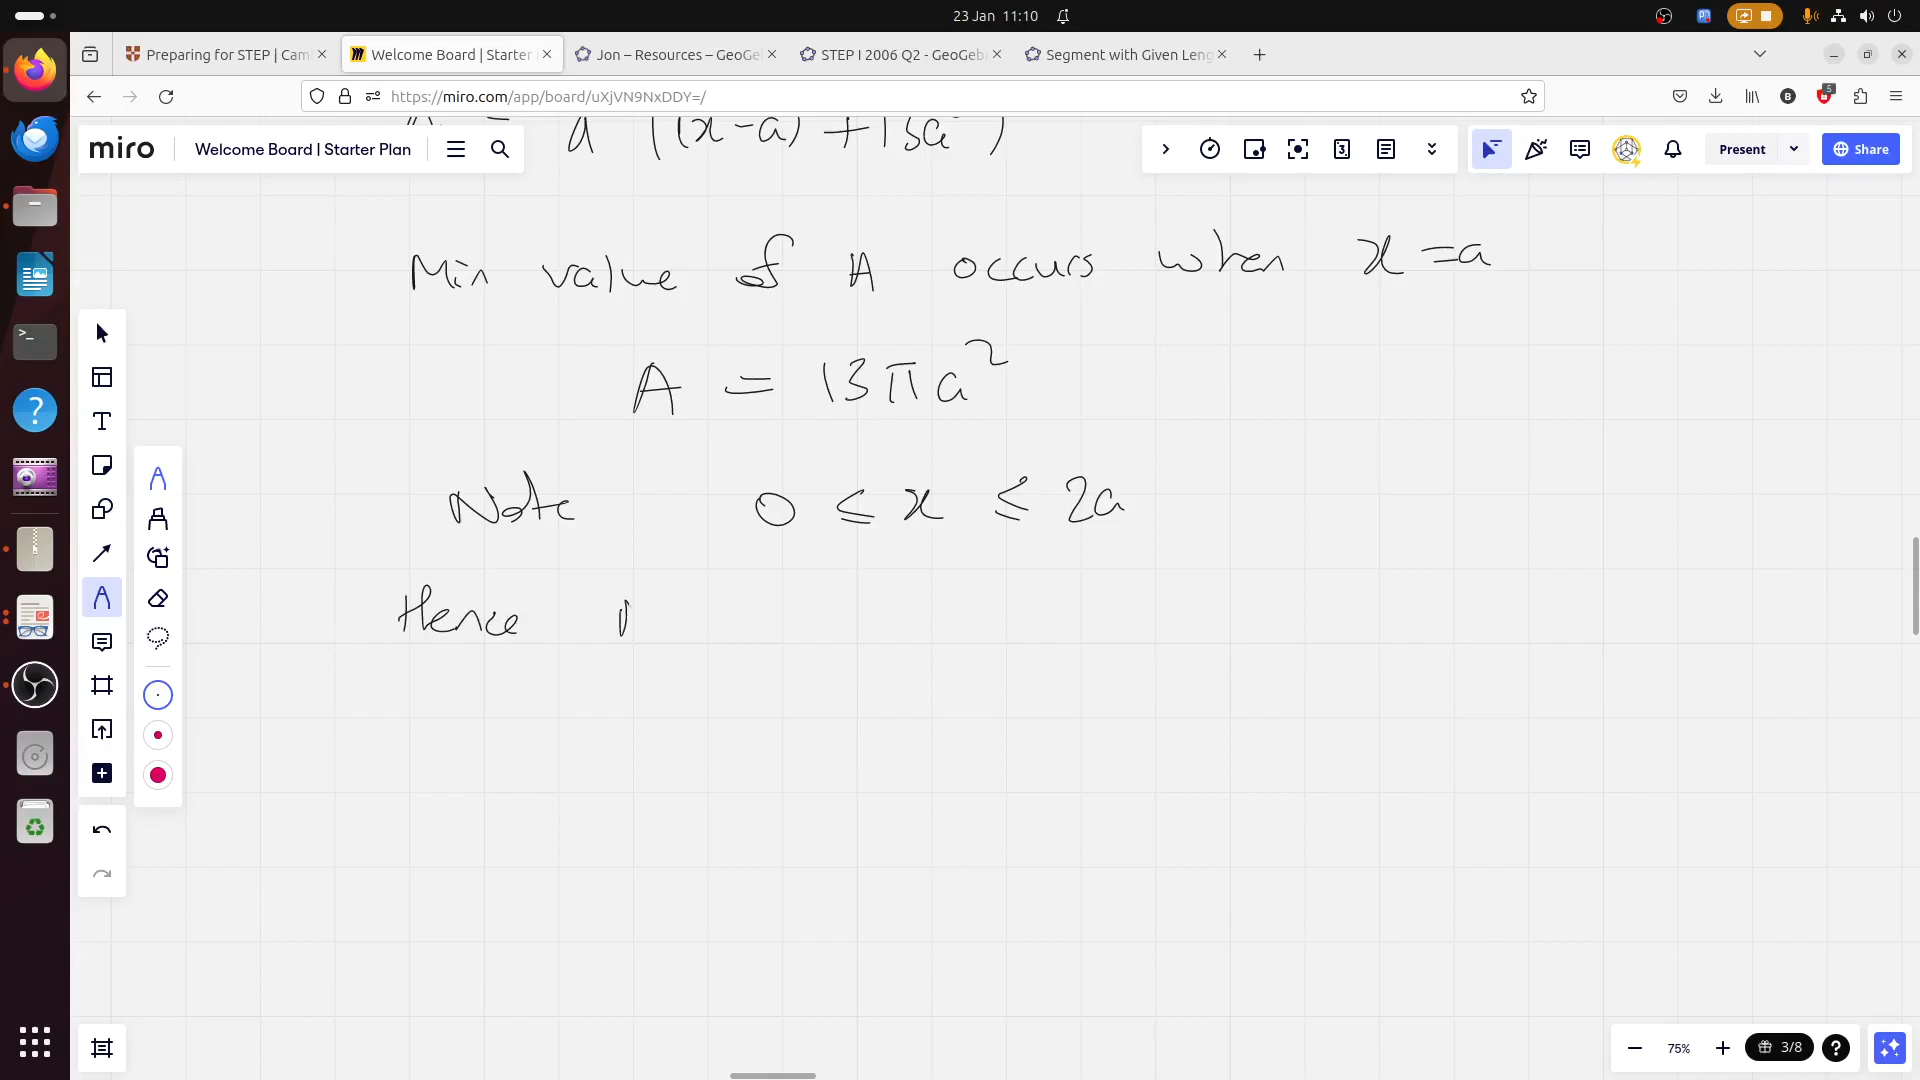 23 Jan 11:10
Preparing for STEP | Cam
Welcome Board | Starter
Jon – Resources – GeoGe
STEP I 2006 Q2 - GeoGeb
Segment with Given Leng
https://miro.com/app/board/uXjVN9NxDDY=/
5
((x-a) + 13a
miro
Welcome Board | Starter Plan
Present
Share
Min value of A occurs when x = a
A = 13πa²
Note 0 ≤ x ≤ 2a
Hence
75%
3/8